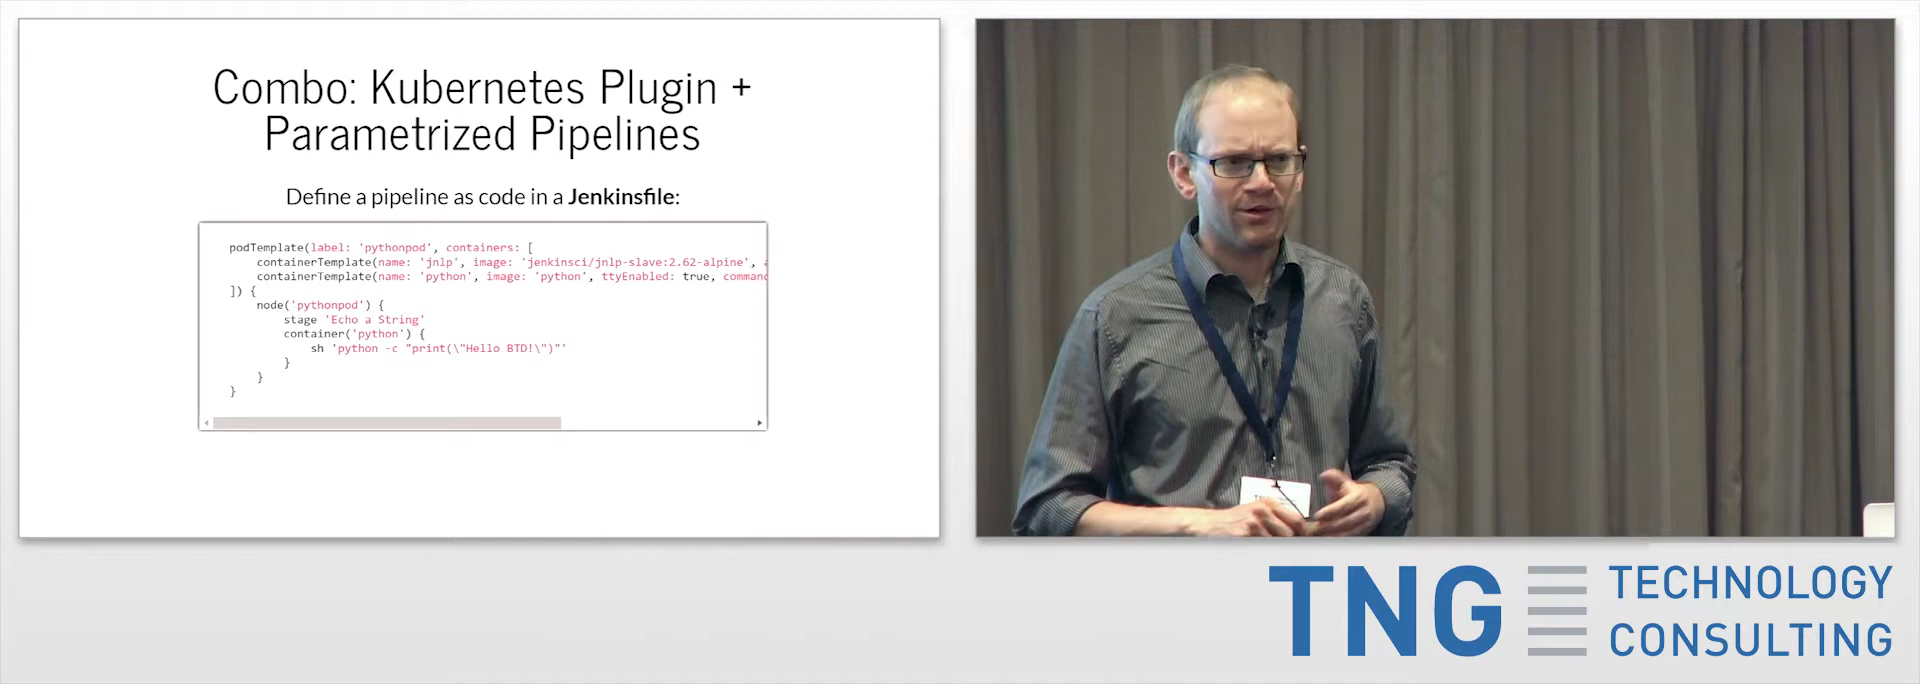 Combo: Kubernetes Plugin +
Parametrized Pipelines
Define a pipeline as code in a Jenkinsfile:
podTemplate(label: 'pythonpod', containers: [
containerTemplate(name: 'jnlp', image: 'jenkinsci/jnlp-slave:2.62-alpine',
containerTemplate(name: 'python', image: 'python', ttyEnabled: true, command
]) {
node('pythonpod') {
stage 'Echo a String'
container('python') {
sh 'python -c "print(\"Hello BTD!\")"'
}
}
}
TNG TECHNOLOGY
CONSULTING